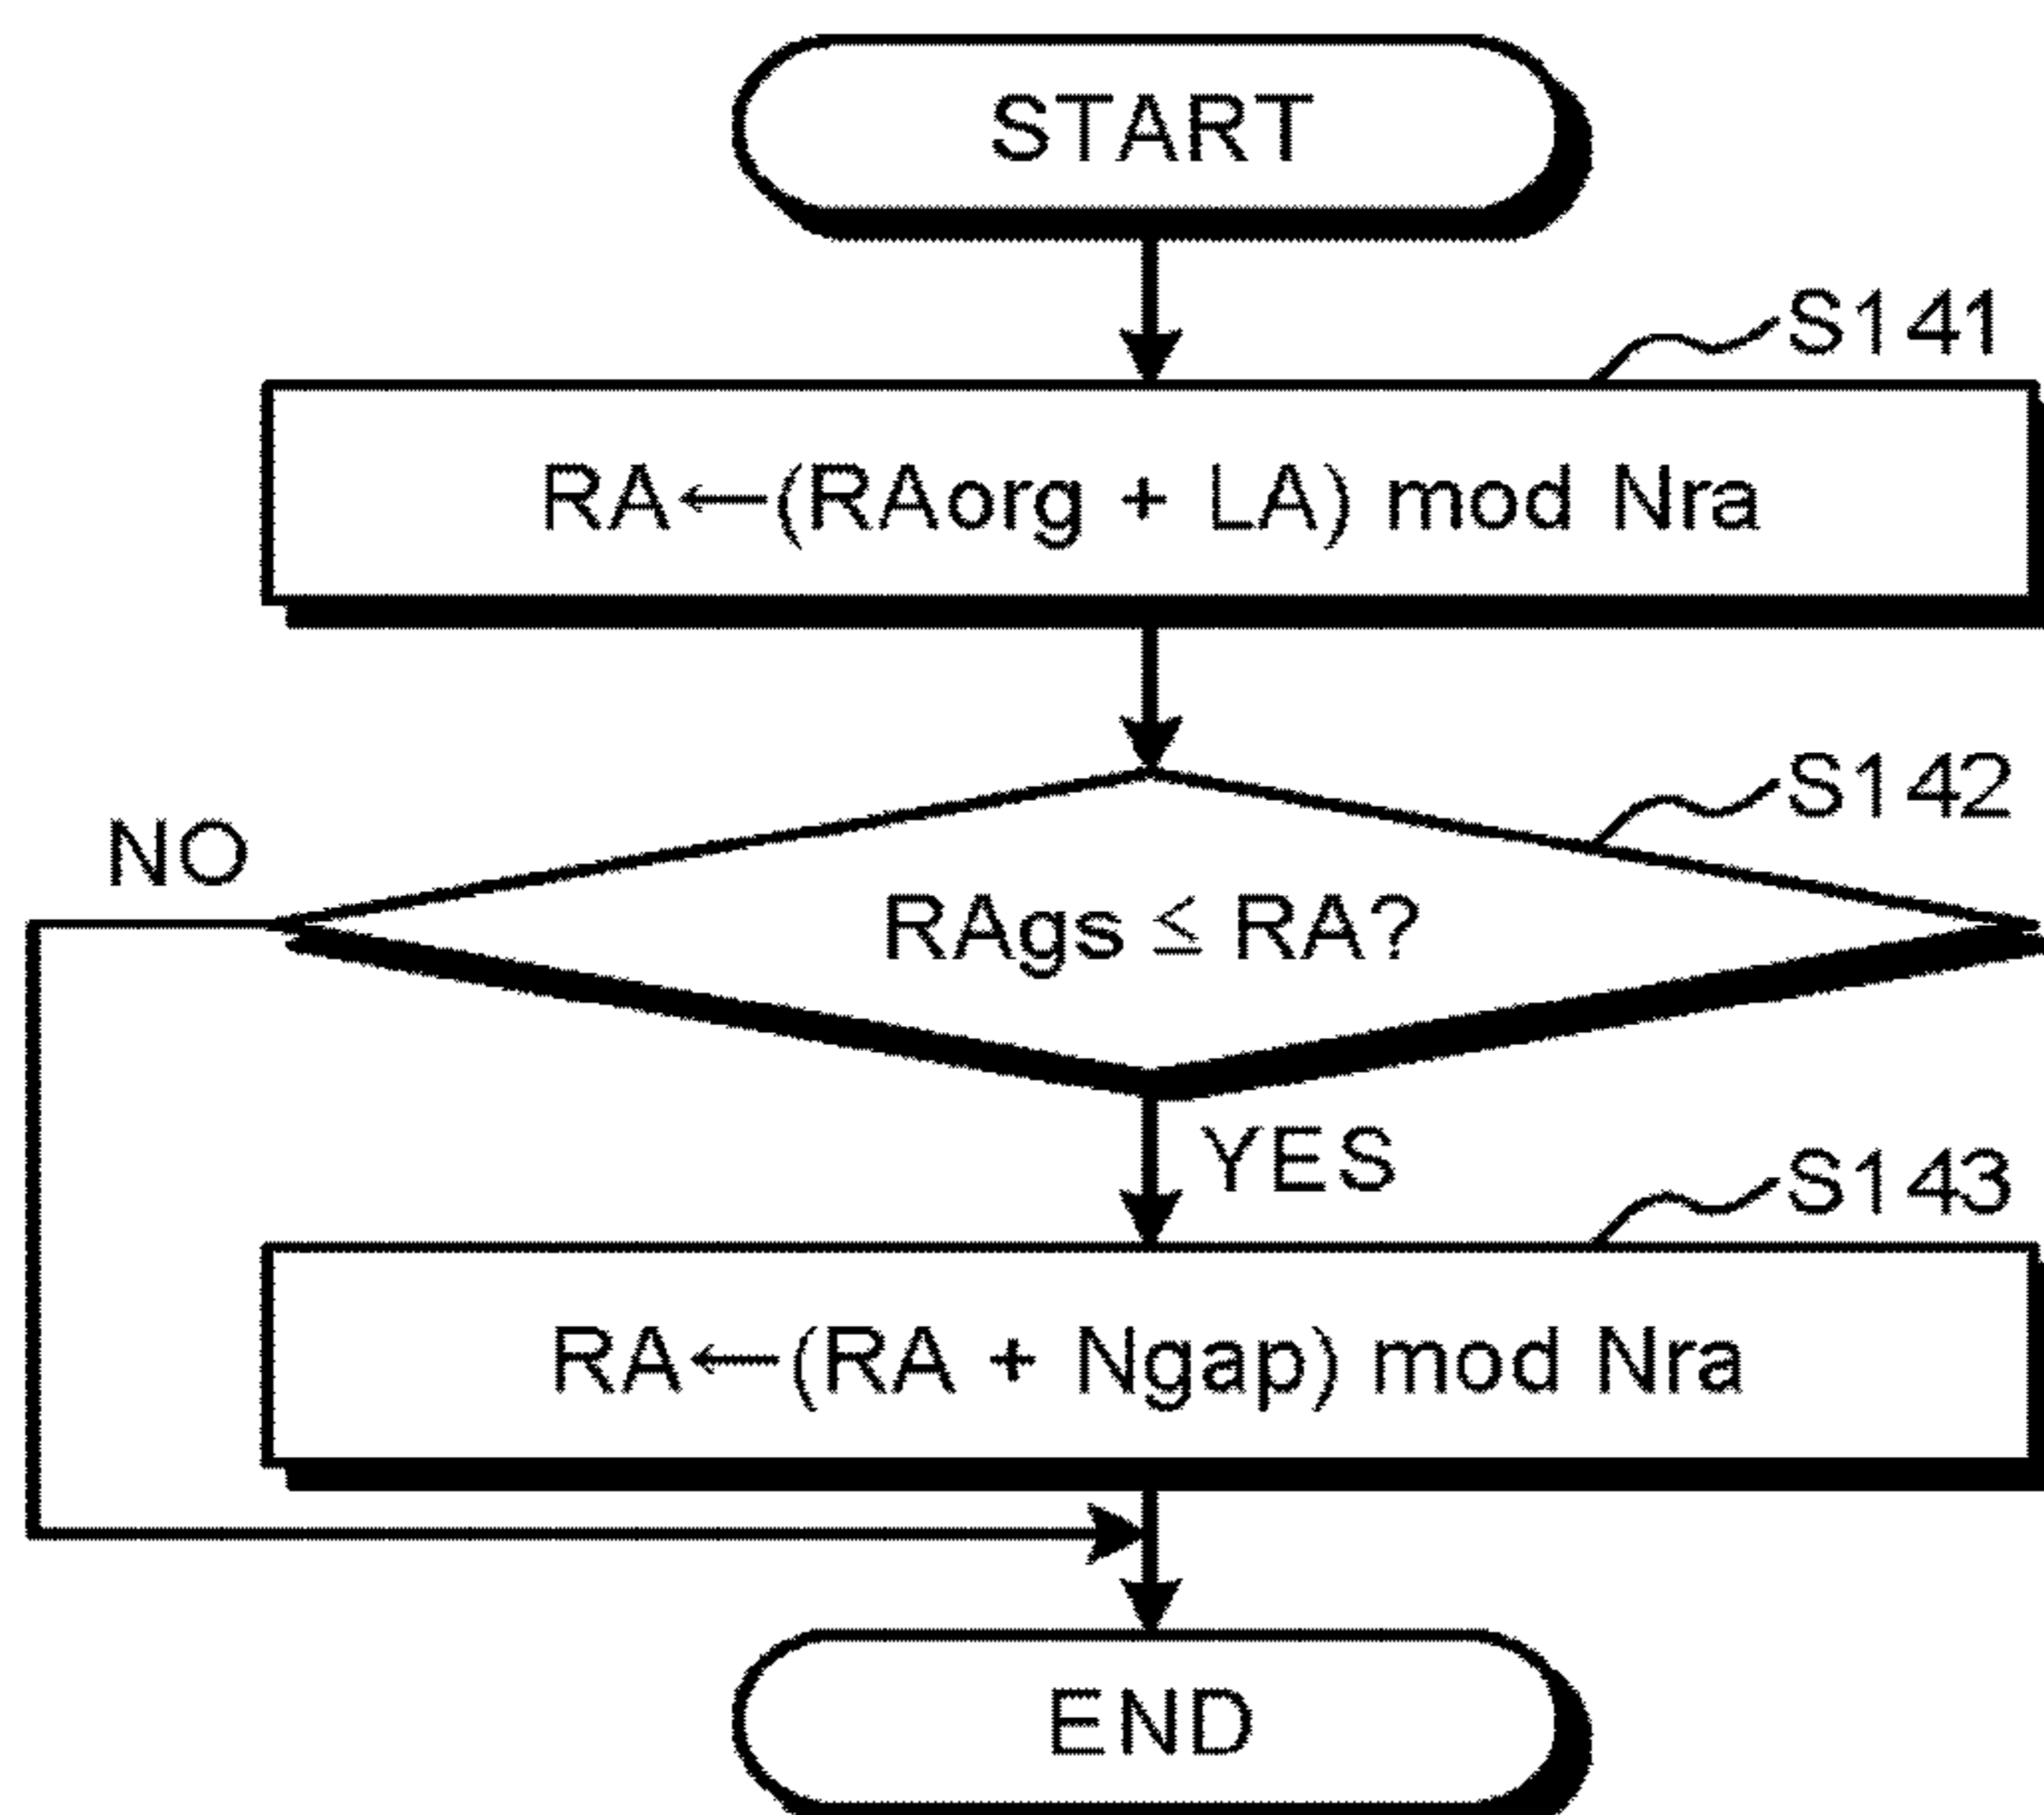 START
S141
RA←(RAorg + LA) mod Nra
S142
NO
RAgs ≤ RA?
YES
S143
RA←(RA + Ngap) mod Nra
END